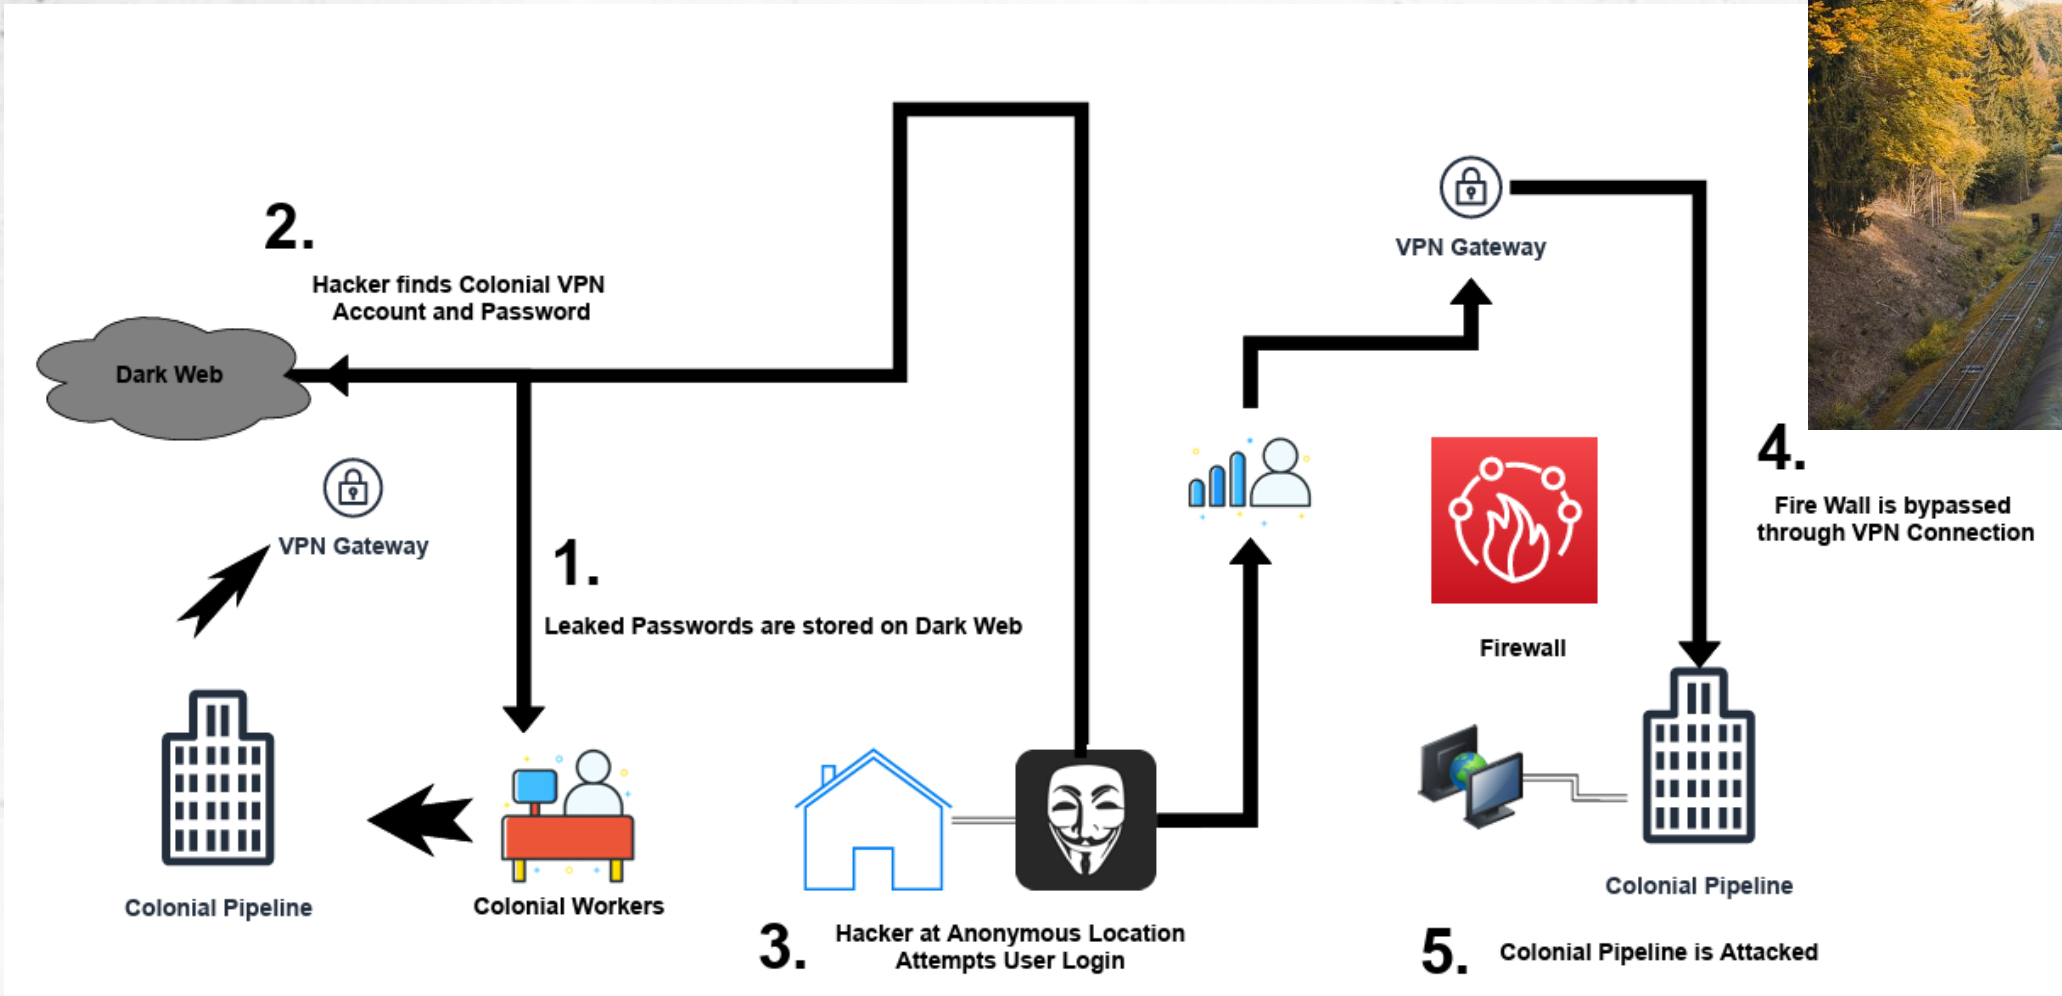 2.
Hacker finds Colonial VPN
Account and Password
Dark Web
VPN Gateway
1.
Leaked Passwords are stored on Dark Web
Colonial Pipeline
Colonial Workers
3.
Hacker at Anonymous Location
Attempts User Login
VPN Gateway
Firewall
4.
Fire Wall is bypassed
through VPN Connection
Colonial Pipeline
5.
Colonial Pipeline is Attacked